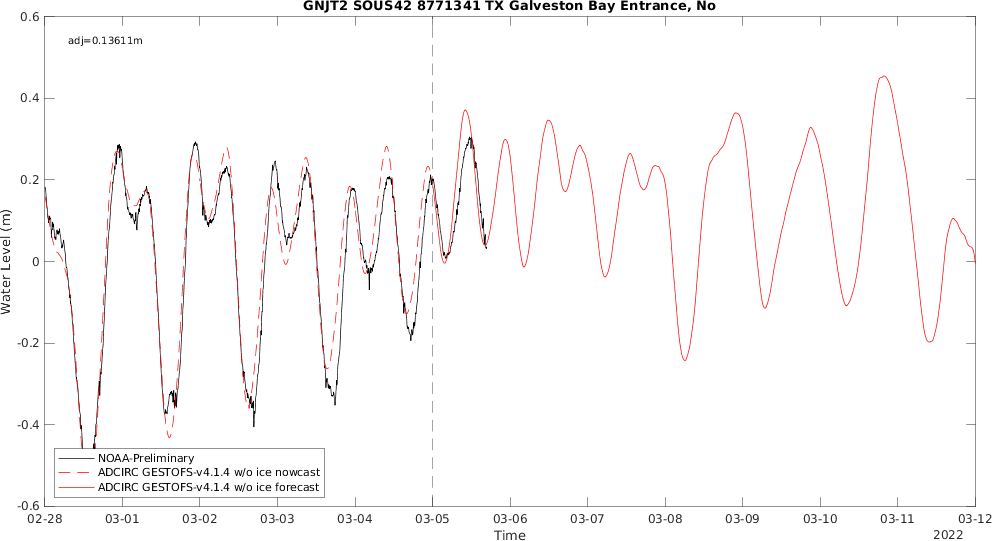 GNJT2 SOUS42 8771341 TX Galveston Bay Entrance, No
adj=0.13611m
Water Level (m)
0.6
0.4
0.2
0
-0.2
-0.4
-0.6
NOAA-Preliminary
ADCIRC GESTOFS-v4.1.4 w/o ice nowcast
ADCIRC GESTOFS-v4.1.4 w/o ice forecast
02-28 03-01 03-02 03-03 03-04 03-05 03-06 03-07 03-08 03-09 03-10 03-11 03-12
Time
2022